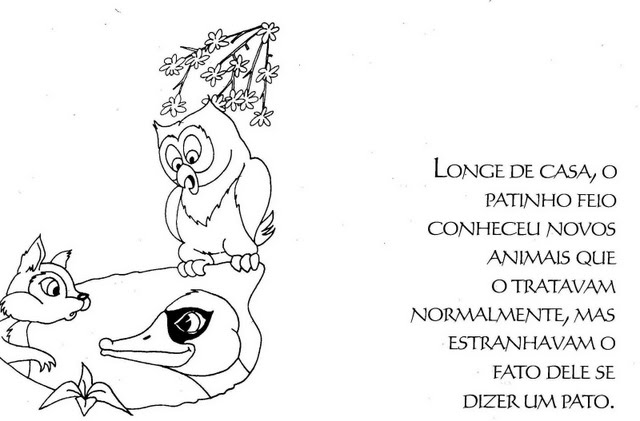 LONGE DE CASA, O
PATINHO FEIO
CONHECEU NOVOS
ANIMAIS QUE
O TRATAVAM
NORMALMENTE, MAS
ESTRANHAVAM O
FATO DELE SE
DIZER UM PATO.